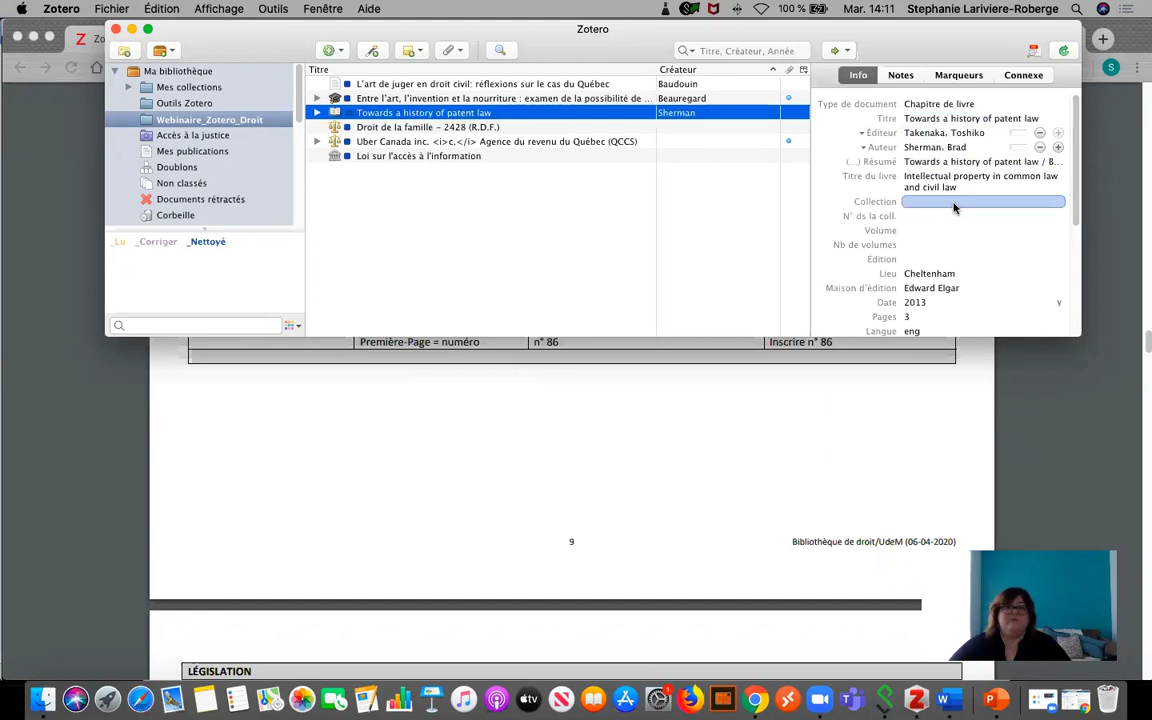 Zotero Fichier Édition Affichage Outils Fenêtre Aide 100 % Mar. 14:11 Stephanie Lariviere-Roberge
Z Zo
Zotero
Titre, Créateur, Année
Ma bibliothèque
Mes collections
Outils Zotero
Webinaire_Zotero_Droit
Accès à la justice
Mes publications
Doublons
Non classés
Documents rétractés
Corbeille
_Lu _Corriger _Nettoyé
Titre Créateur
L'art de juger en droit civil: réflexions sur le cas du Québec Baudouin
Entre l'art, l'invention et la nourriture : examen de la possibilité de ... Beauregard
Towards a history of patent law Sherman
Droit de la famille – 2428 (R.D.F.)
Uber Canada inc. <i>c.</i> Agence du revenu du Québec (QCCS)
Loi sur l'accès à l'information
Info Notes Marqueurs Connexe
Type de document Chapitre de livre
Titre Towards a history of patent law
Éditeur Takenaka, Toshiko
Auteur Sherman, Brad
(...) Résumé Towards a history of patent law / B...
Titre du livre Intellectual property in common law
and civil law
Collection
N° ds la coll.
Volume
Nb de volumes
Édition
Lieu Cheltenham
Maison d'édition Edward Elgar
Date 2013 y
Pages 3
Langue eng
S
Première-Page = numéro n° 86 Inscrire n° 86
9 Bibliothèque de droit/UdeM (06-04-2020)
LÉGISLATION